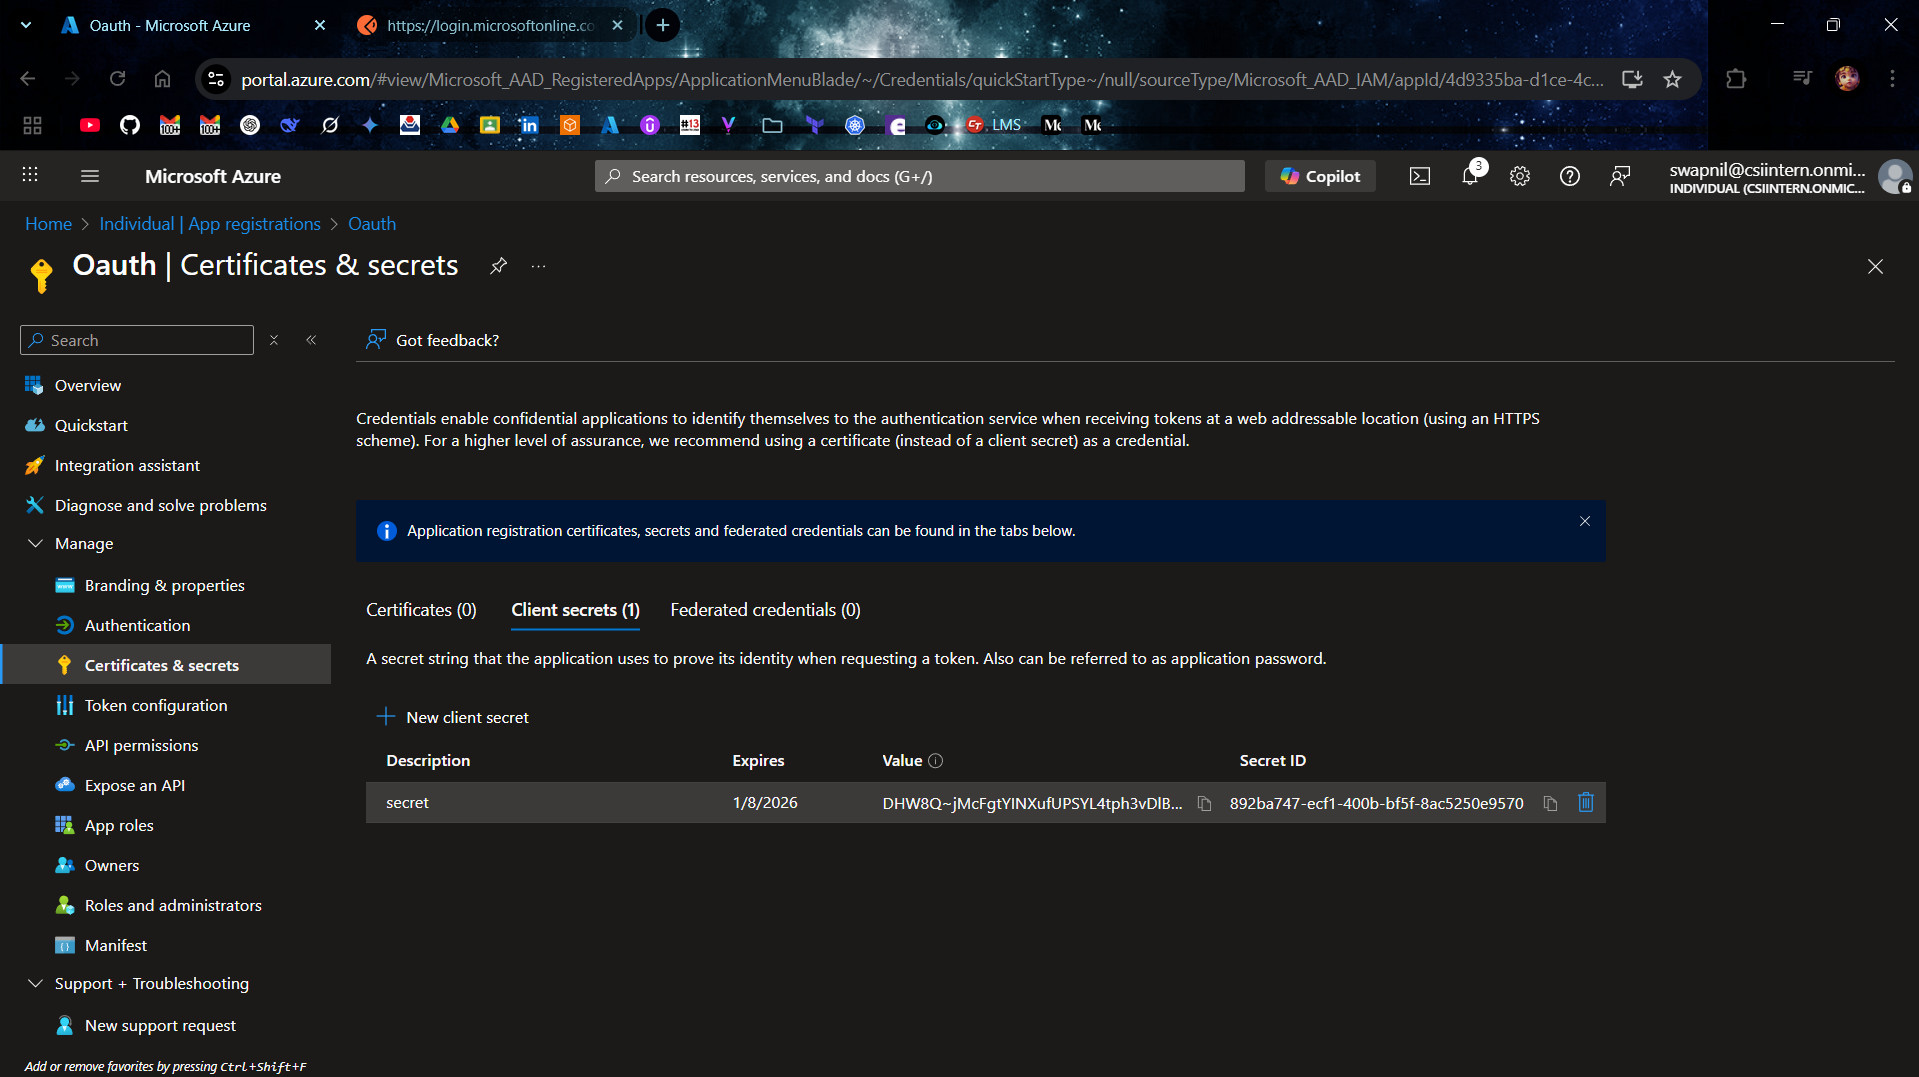 Oauth - Microsoft Azure
https://login.microsoftonline.co
portal.azure.com/#view/Microsoft_AAD_RegisteredApps/ApplicationMenuBlade/~/Credentials/quickStartType~/null/sourceType/Microsoft_AAD_IAM/appId/4d9335ba-d1ce-4c...
LMS
Microsoft Azure
Search resources, services, and docs (G+/)
Copilot
3
swapnil@csiintern.onmi...
INDIVIDUAL (CSIINTERN.ONMIC...
Home > Individual | App registrations > Oauth
Oauth | Certificates & secrets
Search
Got feedback?
Overview
Quickstart
Integration assistant
Diagnose and solve problems
Manage
Branding & properties
Authentication
Certificates & secrets
Token configuration
API permissions
Expose an API
App roles
Owners
Roles and administrators
Manifest
Support + Troubleshooting
New support request
Add or remove favorites by pressing Ctrl+Shift+F
Credentials enable confidential applications to identify themselves to the authentication service when receiving tokens at a web addressable location (using an HTTPS
scheme). For a higher level of assurance, we recommend using a certificate (instead of a client secret) as a credential.
Application registration certificates, secrets and federated credentials can be found in the tabs below.
Certificates (0) Client secrets (1) Federated credentials (0)
A secret string that the application uses to prove its identity when requesting a token. Also can be referred to as application password.
New client secret
Description Expires Value Secret ID
secret 1/8/2026 DHW8Q~jMcFgtYINXufUPSYL4tph3vDlB... 892ba747-ecf1-400b-bf5f-8ac5250e9570